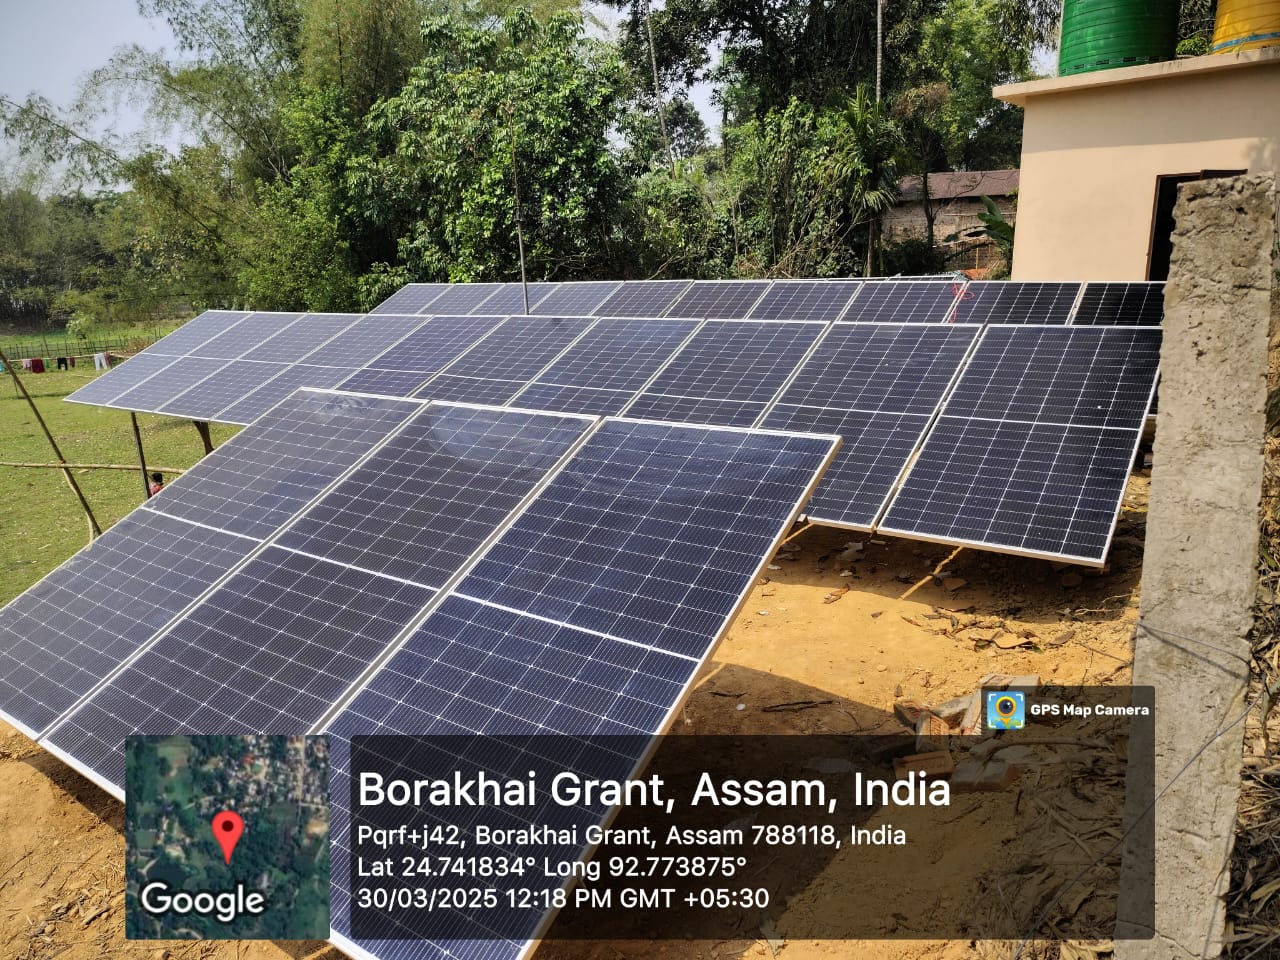 GPS Map Camera
Borakhai Grant, Assam, India
Pqrf+j42, Borakhai Grant, Assam 788118, India
Lat 24.741834° Long 92.773875°
30/03/2025 12:18 PM GMT +05:30
Google